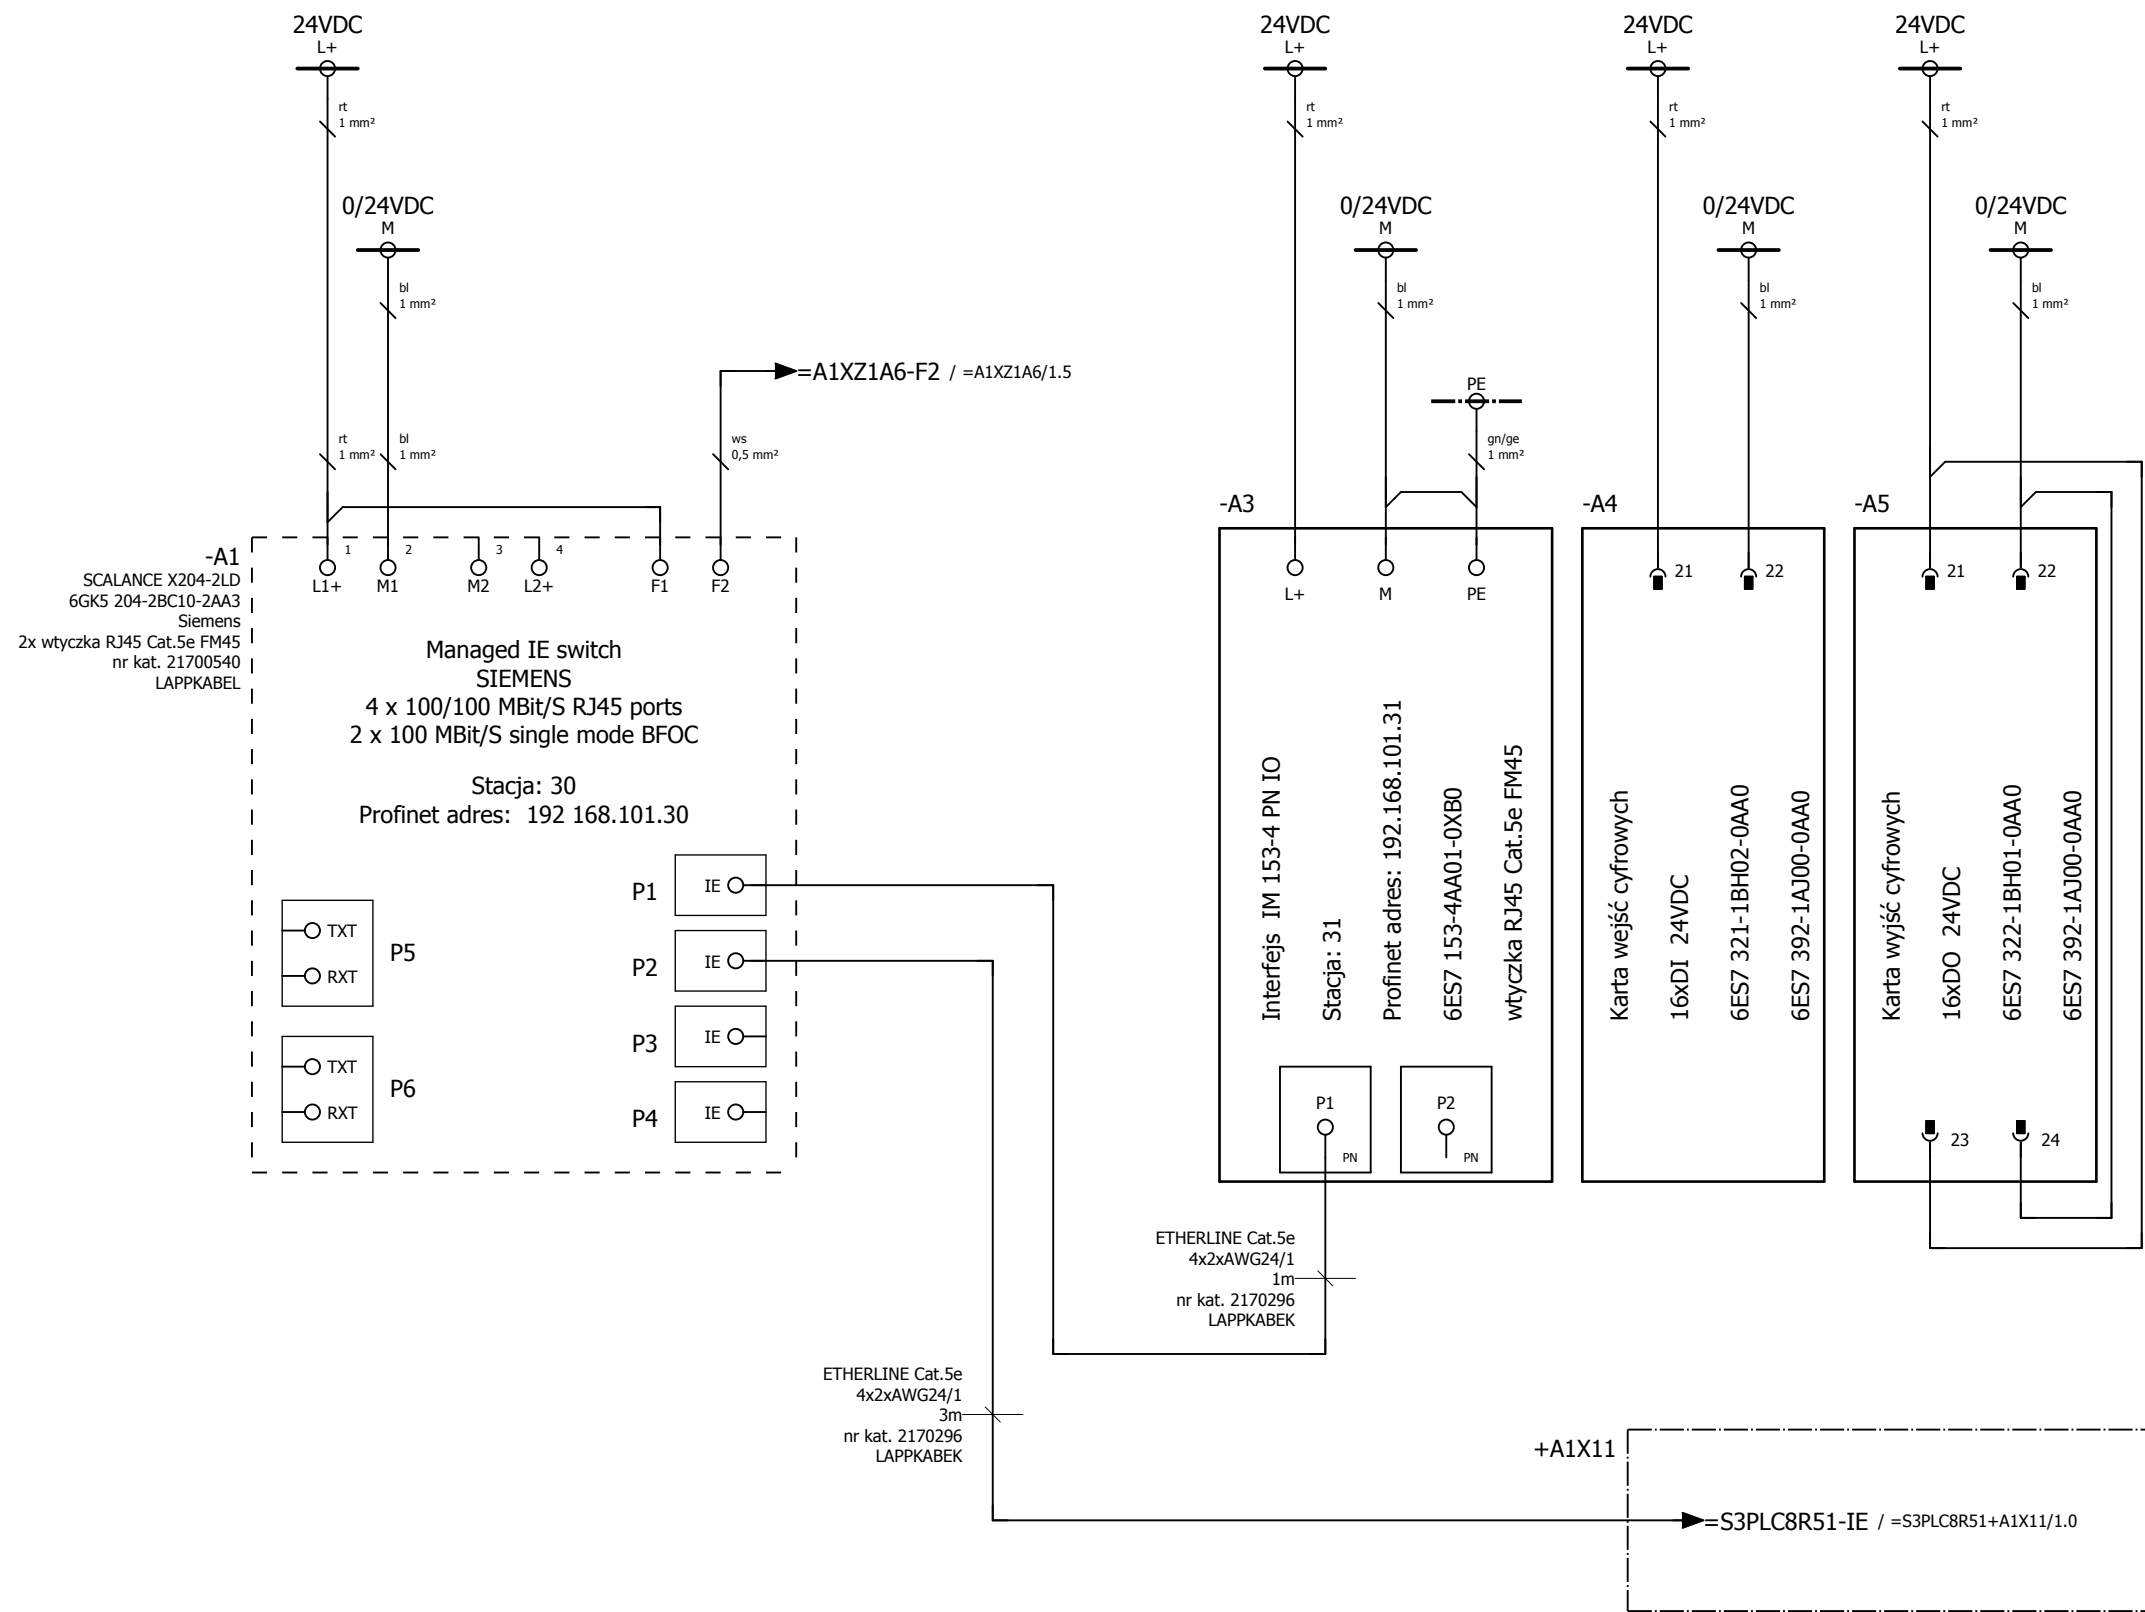 24VDC
L+
rt
1 mm²
0/24VDC
M
bl
1 mm²
=A1XZ1A6-F2 / =A1XZ1A6/1.5
rt
1 mm²
bl
1 mm²
ws
0,5 mm²
-A1
SCALANCE X204-2LD
6GK5 204-2BC10-2AA3
Siemens
2x wtyczka RJ45 Cat.5e FM45
nr kat. 21700540
LAPPKABEL
1 2 3 4
L1+ M1 M2 L2+ F1 F2
Managed IE switch
SIEMENS
4 x 100/100 MBit/S RJ45 ports
2 x 100 MBit/S single mode BFOC
Stacja: 30
Profinet adres: 192 168.101.30
P1 IE
P2 IE
P3 IE
P4 IE
TXT
RXT
P5
TXT
RXT
P6
24VDC
L+
rt
1 mm²
0/24VDC
M
bl
1 mm²
PE
gn/ge
1 mm²
-A3
L+ M PE
Interfejs IM 153-4 PN IO
Stacja: 31
Profinet adres: 192.168.101.31
6ES7 153-4AA01-0XB0
wtyczka RJ45 Cat.5e FM45
P1
PN
P2
PN
24VDC
L+
rt
1 mm²
0/24VDC
M
bl
1 mm²
-A4
21 22
Karta wejść cyfrowych
16xDI 24VDC
6ES7 321-1BH02-0AA0
6ES7 392-1AJ00-0AA0
24VDC
L+
rt
1 mm²
0/24VDC
M
bl
1 mm²
-A5
21 22
Karta wyjść cyfrowych
16xDO 24VDC
6ES7 322-1BH01-0AA0
6ES7 392-1AJ00-0AA0
23 24
ETHERLINE Cat.5e
4x2xAWG24/1
1m
nr kat. 2170296
LAPPKABEK
ETHERLINE Cat.5e
4x2xAWG24/1
3m
nr kat. 2170296
LAPPKABEK
+A1X11
=S3PLC8R51-IE / =S3PLC8R51+A1X11/1.0